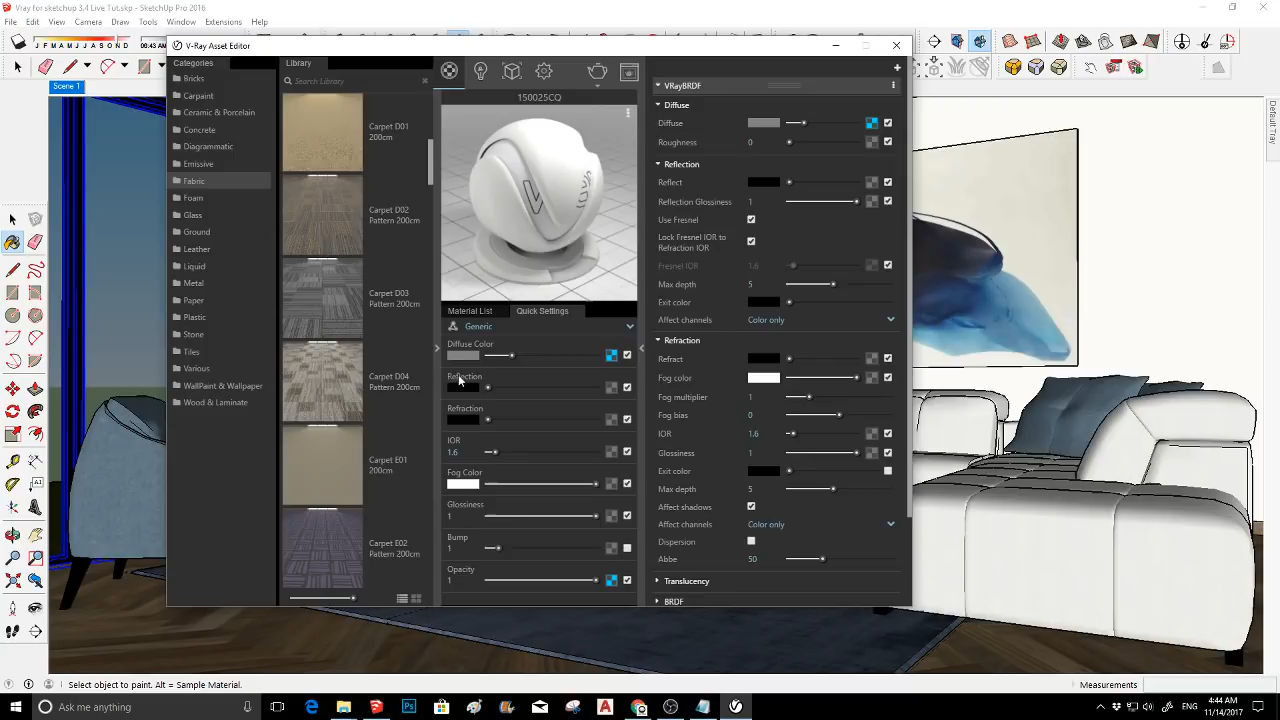 Vray for sketchup 3.4 Live Tut.skp - SketchUp Pro 2016
File Edit View Camera Draw Tools Window
J F M A M J J A S O N D
00:43 AM
V-Ray Asset Editor
Scene 1
Default Tray
Categories
Bricks
Carpaint
Ceramic & Porcelain
Concrete
Diagrammatic
Emissive
Fabric
Foam
Glass
Ground
Leather
Liquid
Metal
Paper
Plastic
Stone
Tiles
Various
WallPaint & Wallpaper
Wood & Laminate
Library
Search Library
Carpet D01
200cm
Carpet D02
Pattern 200cm
Carpet D03
Pattern 200cm
Carpet D04
Pattern 200cm
Carpet E01
200cm
Carpet E02
Pattern 200cm
150025CQ
Material List Quick Settings
Generic
Diffuse Color
Reflection
Refraction
IOR
1.6
Fog Color
Glossiness
1
Bump
1
Opacity
1
VRayBRDF
Diffuse
Diffuse
Roughness 0
Reflection
Reflect
Reflection Glossiness 1
Use Fresnel
Lock Fresnel IOR to
Refraction IOR
Fresnel IOR 1.6
Max depth 5
Exit color
Affect channels Color only
Refraction
Refract
Fog color
Fog multiplier 1
Fog bias 0
IOR 1.6
Glossiness 1
Exit color
Max depth 5
Affect shadows
Affect channels Color only
Dispersion
Abbe 50
Translucency
BRDF
Select object to paint. Alt = Sample Material.
Measurements
Ask me anything
4:44 AM
11/14/2017